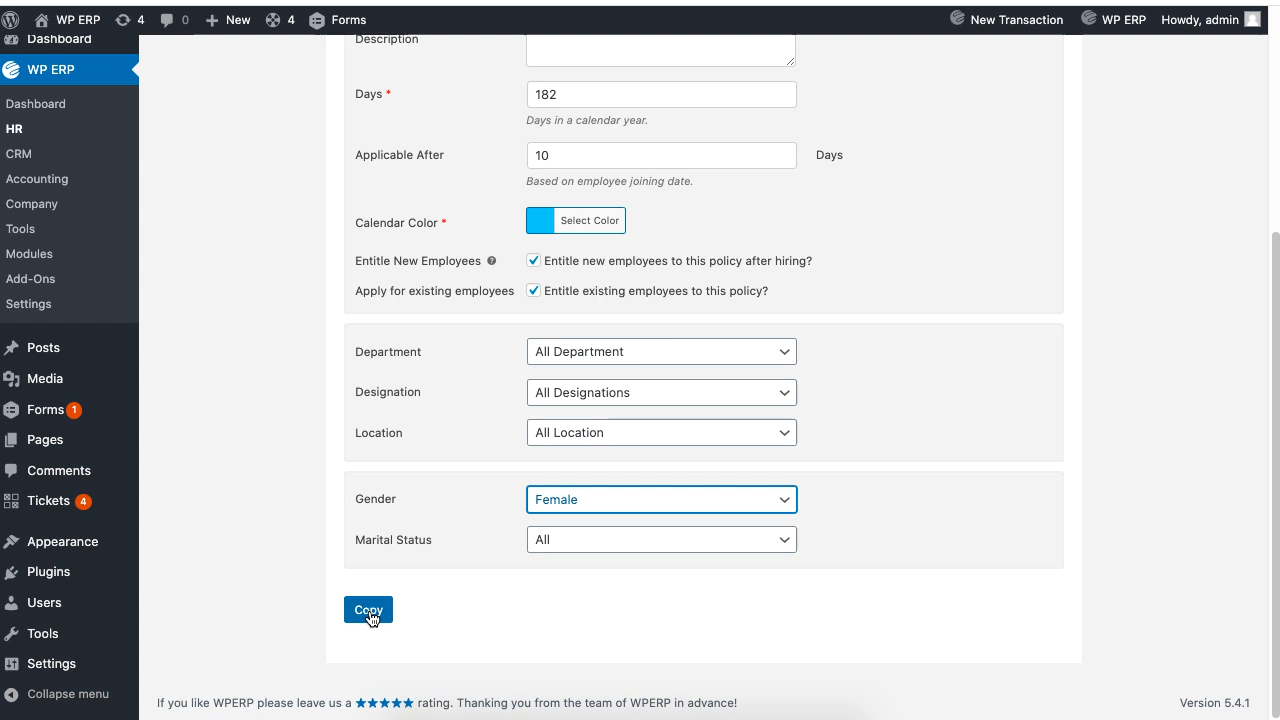 WP ERP 4 0 + New 4 Forms New Transaction WP ERP Howdy, admin
Dashboard
WP ERP
Dashboard
HR
CRM
Accounting
Company
Tools
Modules
Add-Ons
Settings
Posts
Media
Forms 1
Pages
Comments
Tickets 4
Appearance
Plugins
Users
Tools
Settings
Collapse menu
Description
Days * 182
Days in a calendar year.
Applicable After 10 Days
Based on employee joining date.
Calendar Color * Select Color
Entitle New Employees ? Entitle new employees to this policy after hiring?
Apply for existing employees Entitle existing employees to this policy?
Department All Department
Designation All Designations
Location All Location
Gender Female
Marital Status All
Copy
If you like WPERP please leave us a ★★★★★ rating. Thanking you from the team of WPERP in advance! Version 5.4.1